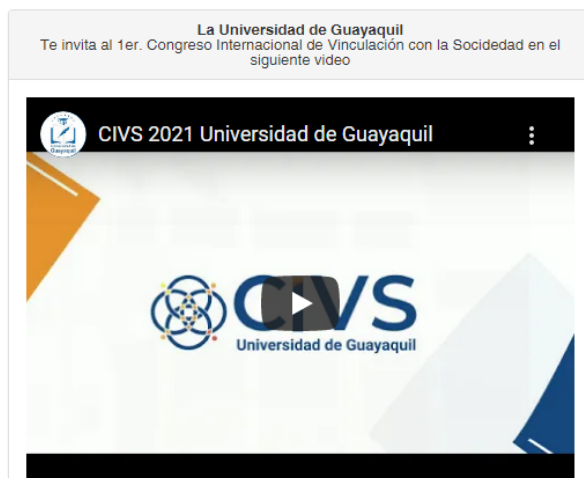 La Universidad de Guayaquil
Te invita al 1er. Congreso Internacional de Vinculación con la Socidedad en el
siguiente video
CIVS 2021 Universidad de Guayaquil
CIVS
Universidad de Guayaquil